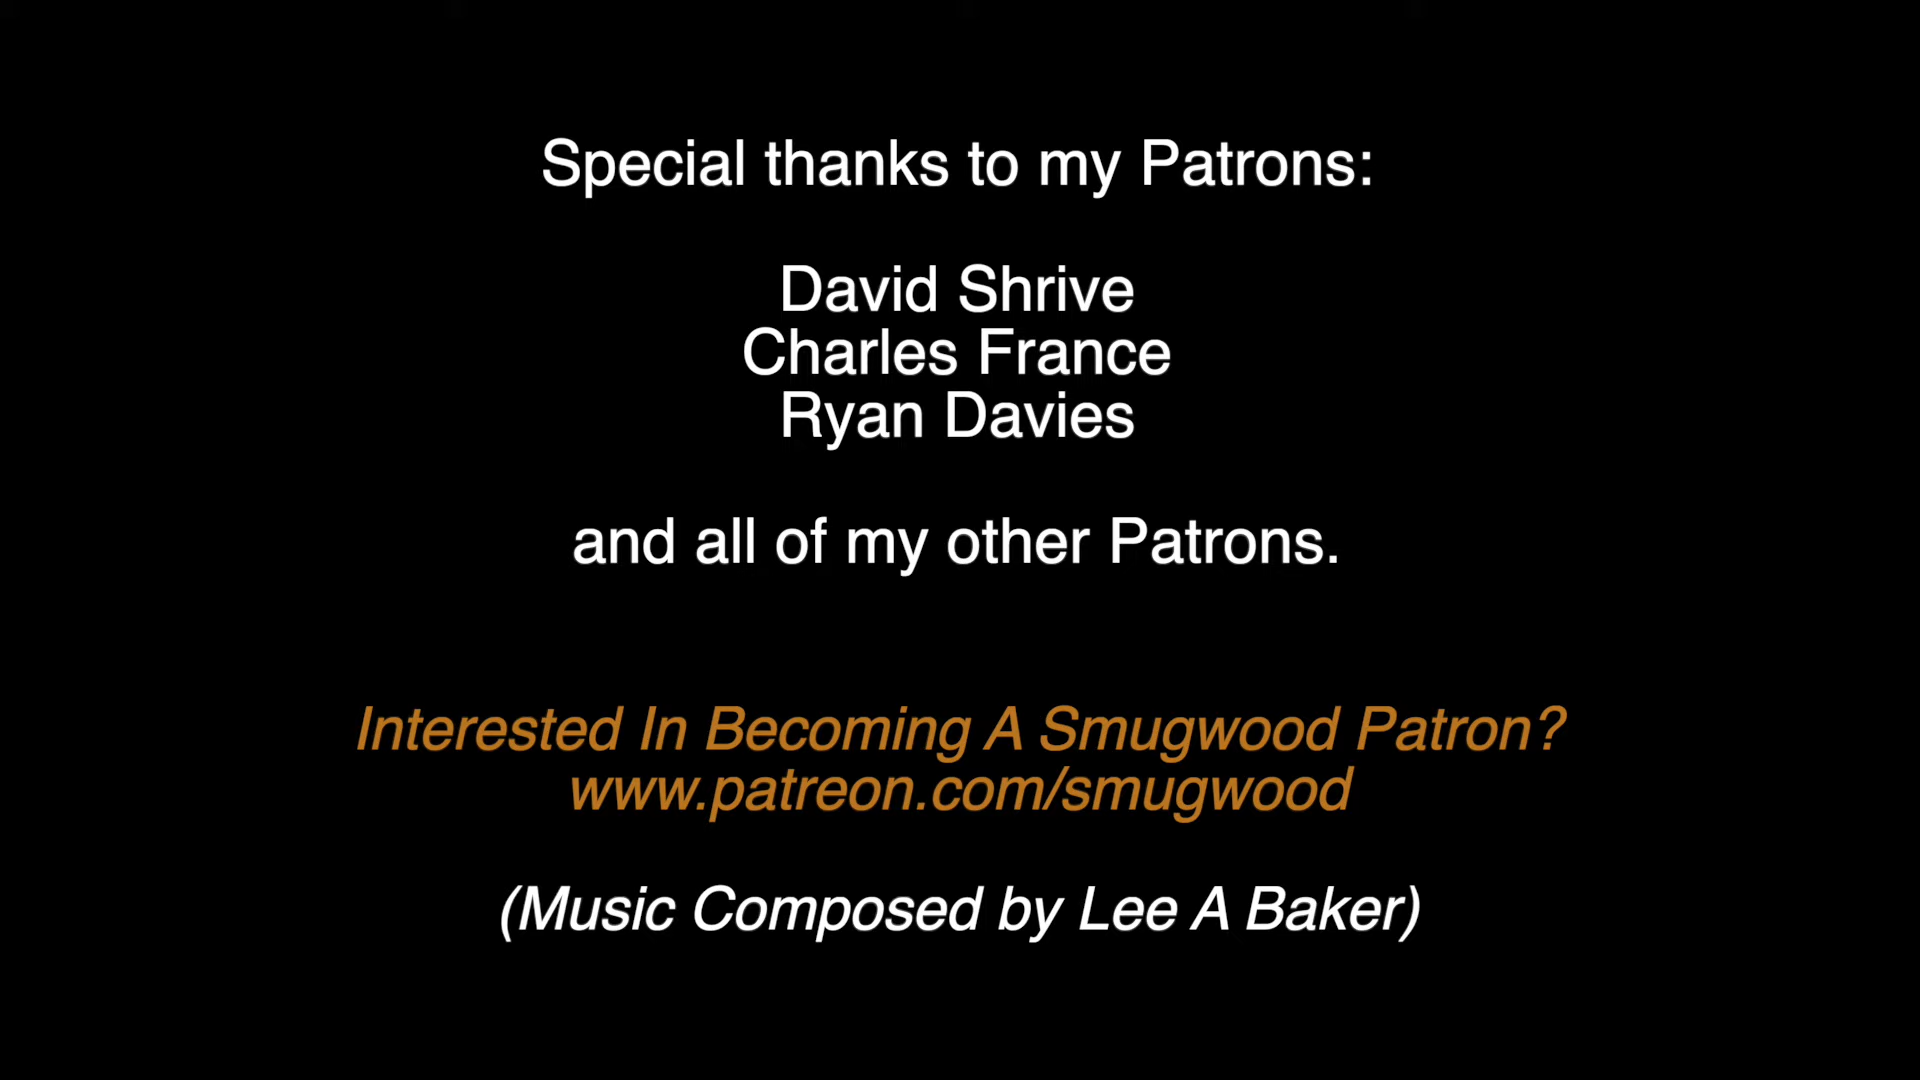 Special thanks to my Patrons:
David Shrive
Charles France
Ryan Davies
and all of my other Patrons.
Interested In Becoming A Smugwood Patron?
www.patreon.com/smugwood
(Music Composed by Lee A Baker)